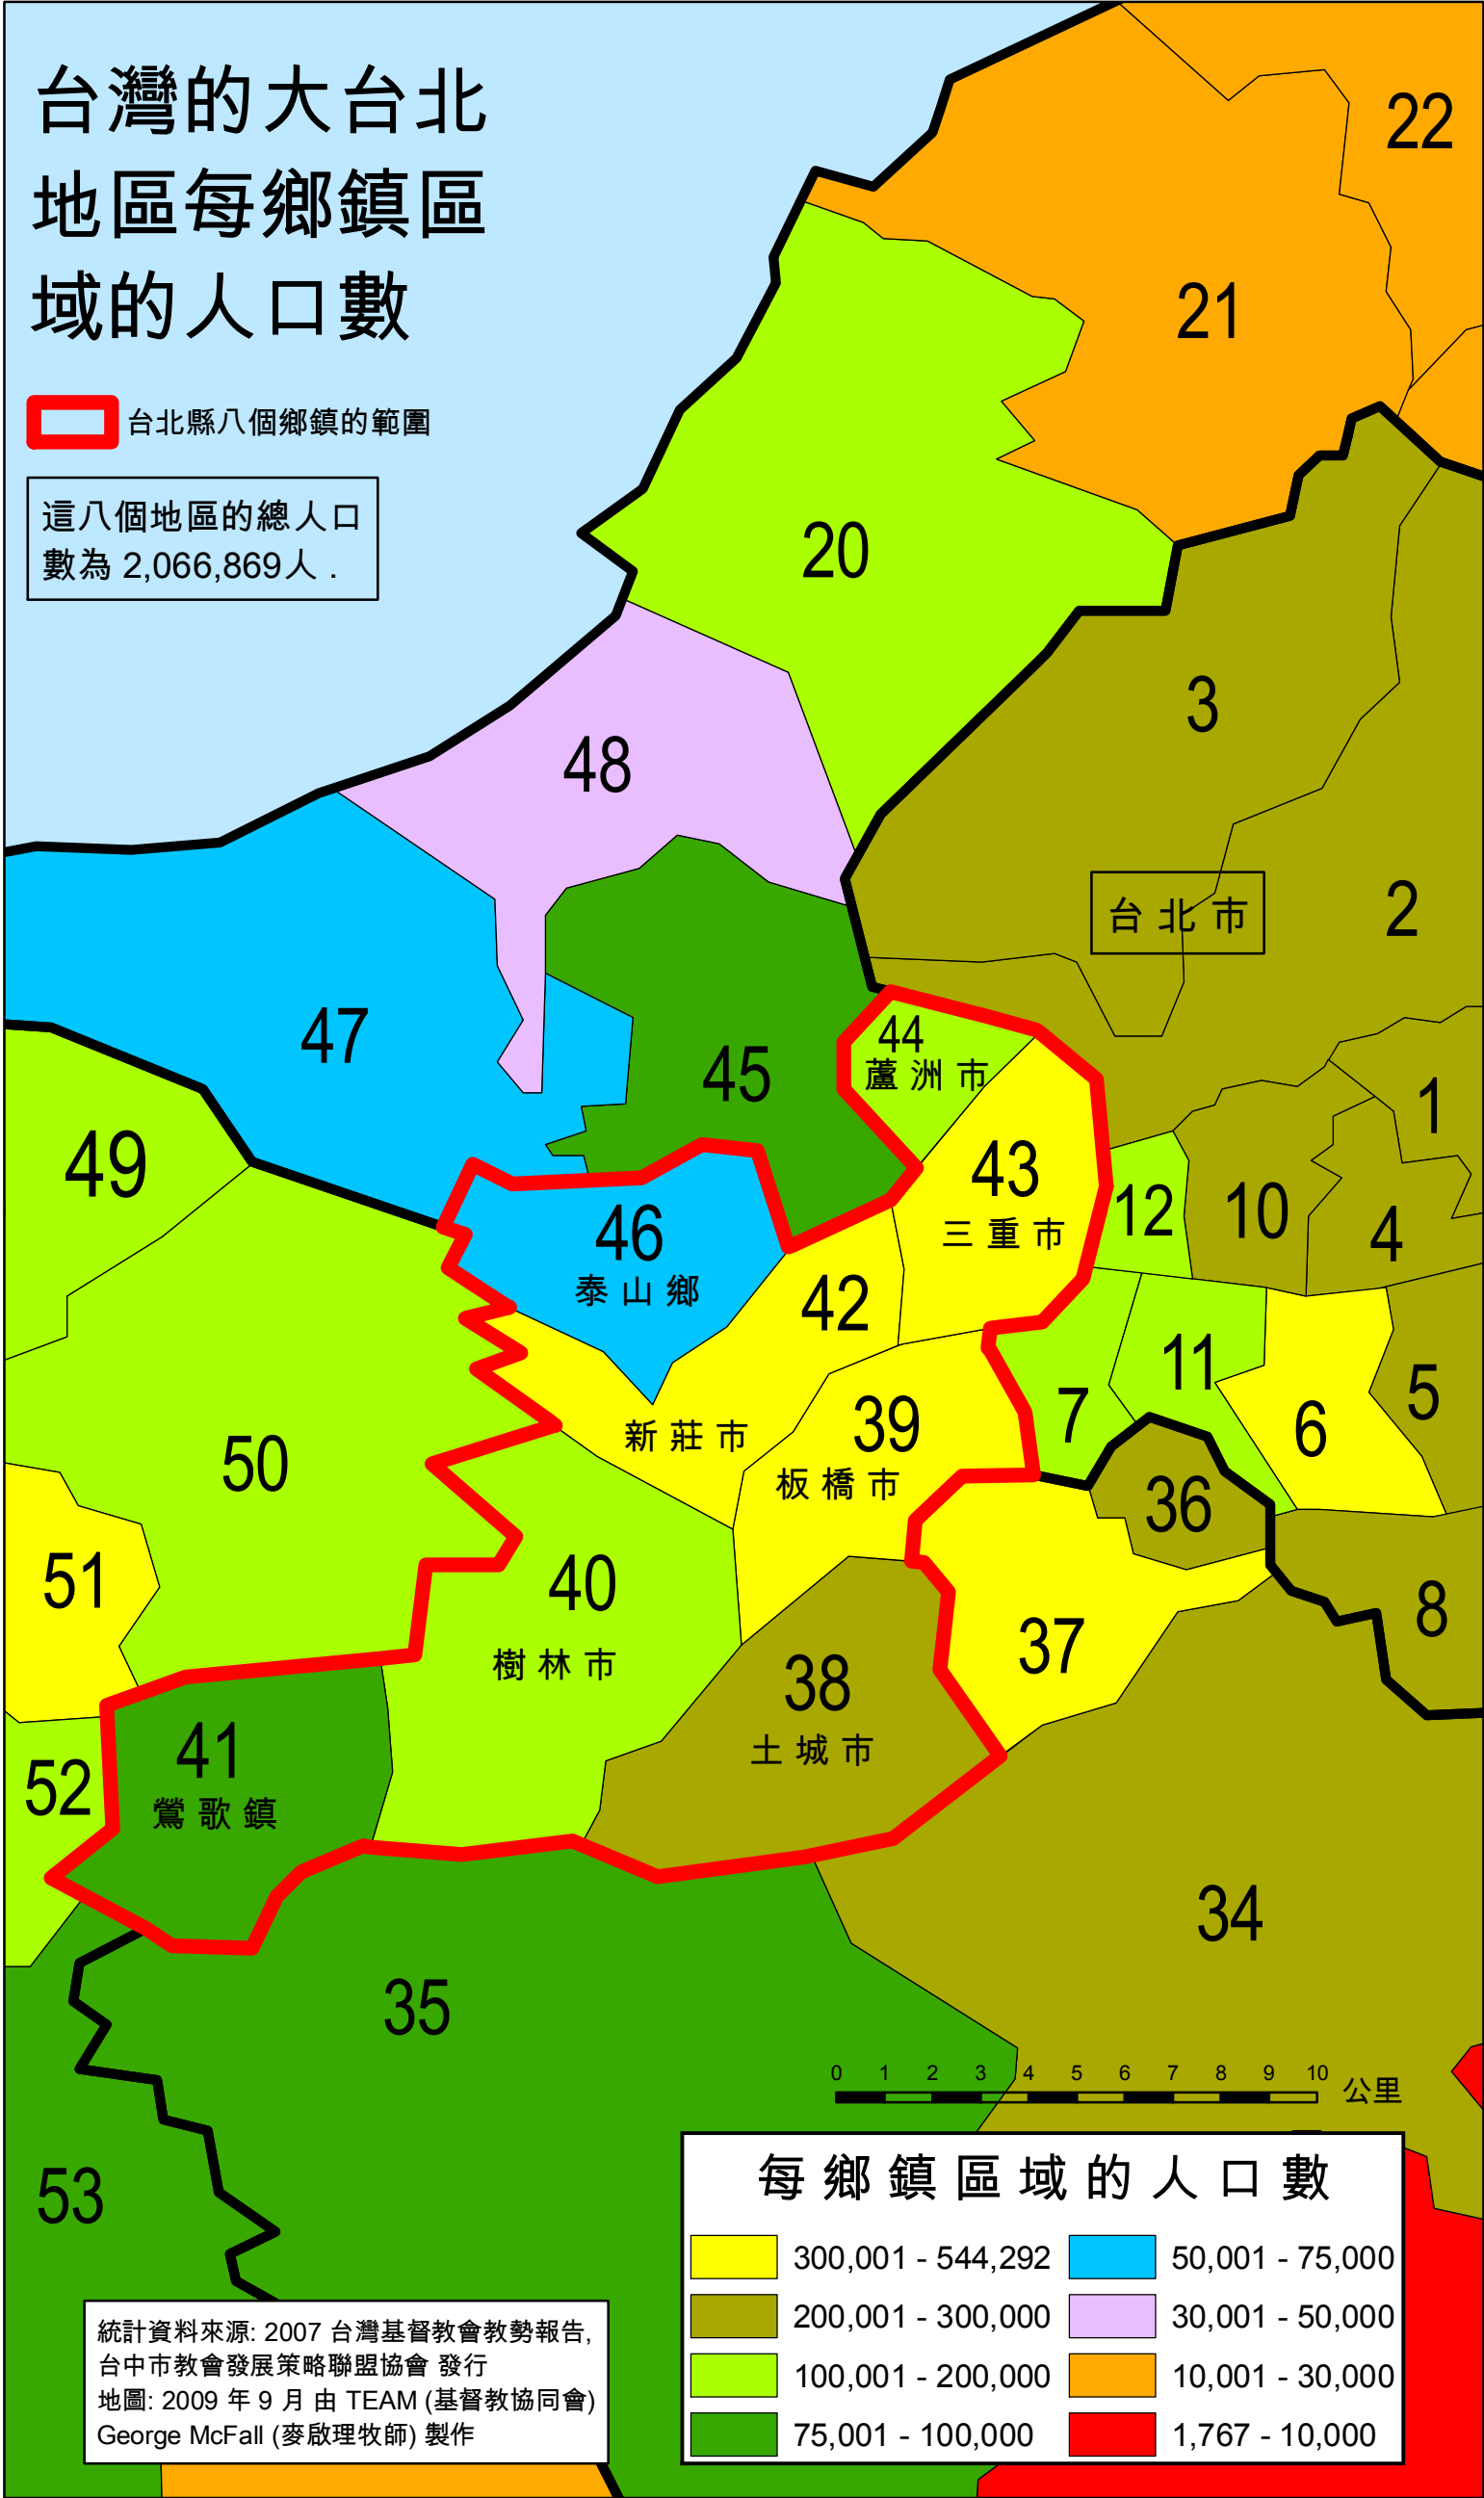 台灣的大台北
地區每鄉鎮區
域的人口數
台北縣八個鄉鎮的範圍
這八個地區的總人口
數為 2,066,869人 .
22
21
20
3
48
台北市
2
47
45
44
蘆洲市
1
49
43
三重市
12
10
4
46
泰山鄉
42
11
7
5
39
6
新莊市
板橋市
50
36
51
40
樹林市
37
8
38
土城市
41
鶯歌鎮
52
34
35
0 1 2 3 4 5 6 7 8 9 10 公里
53
每鄉鎮區域的人口數
300,001 - 544,292
50,001 - 75,000
200,001 - 300,000
30,001 - 50,000
100,001 - 200,000
10,001 - 30,000
75,001 - 100,000
1,767 - 10,000
統計資料來源: 2007 台灣基督教會教勢報告,
台中市教會發展策略聯盟協會 發行
地圖: 2009 年 9 月 由 TEAM (基督教協同會)
George McFall (麥啟理牧師) 製作